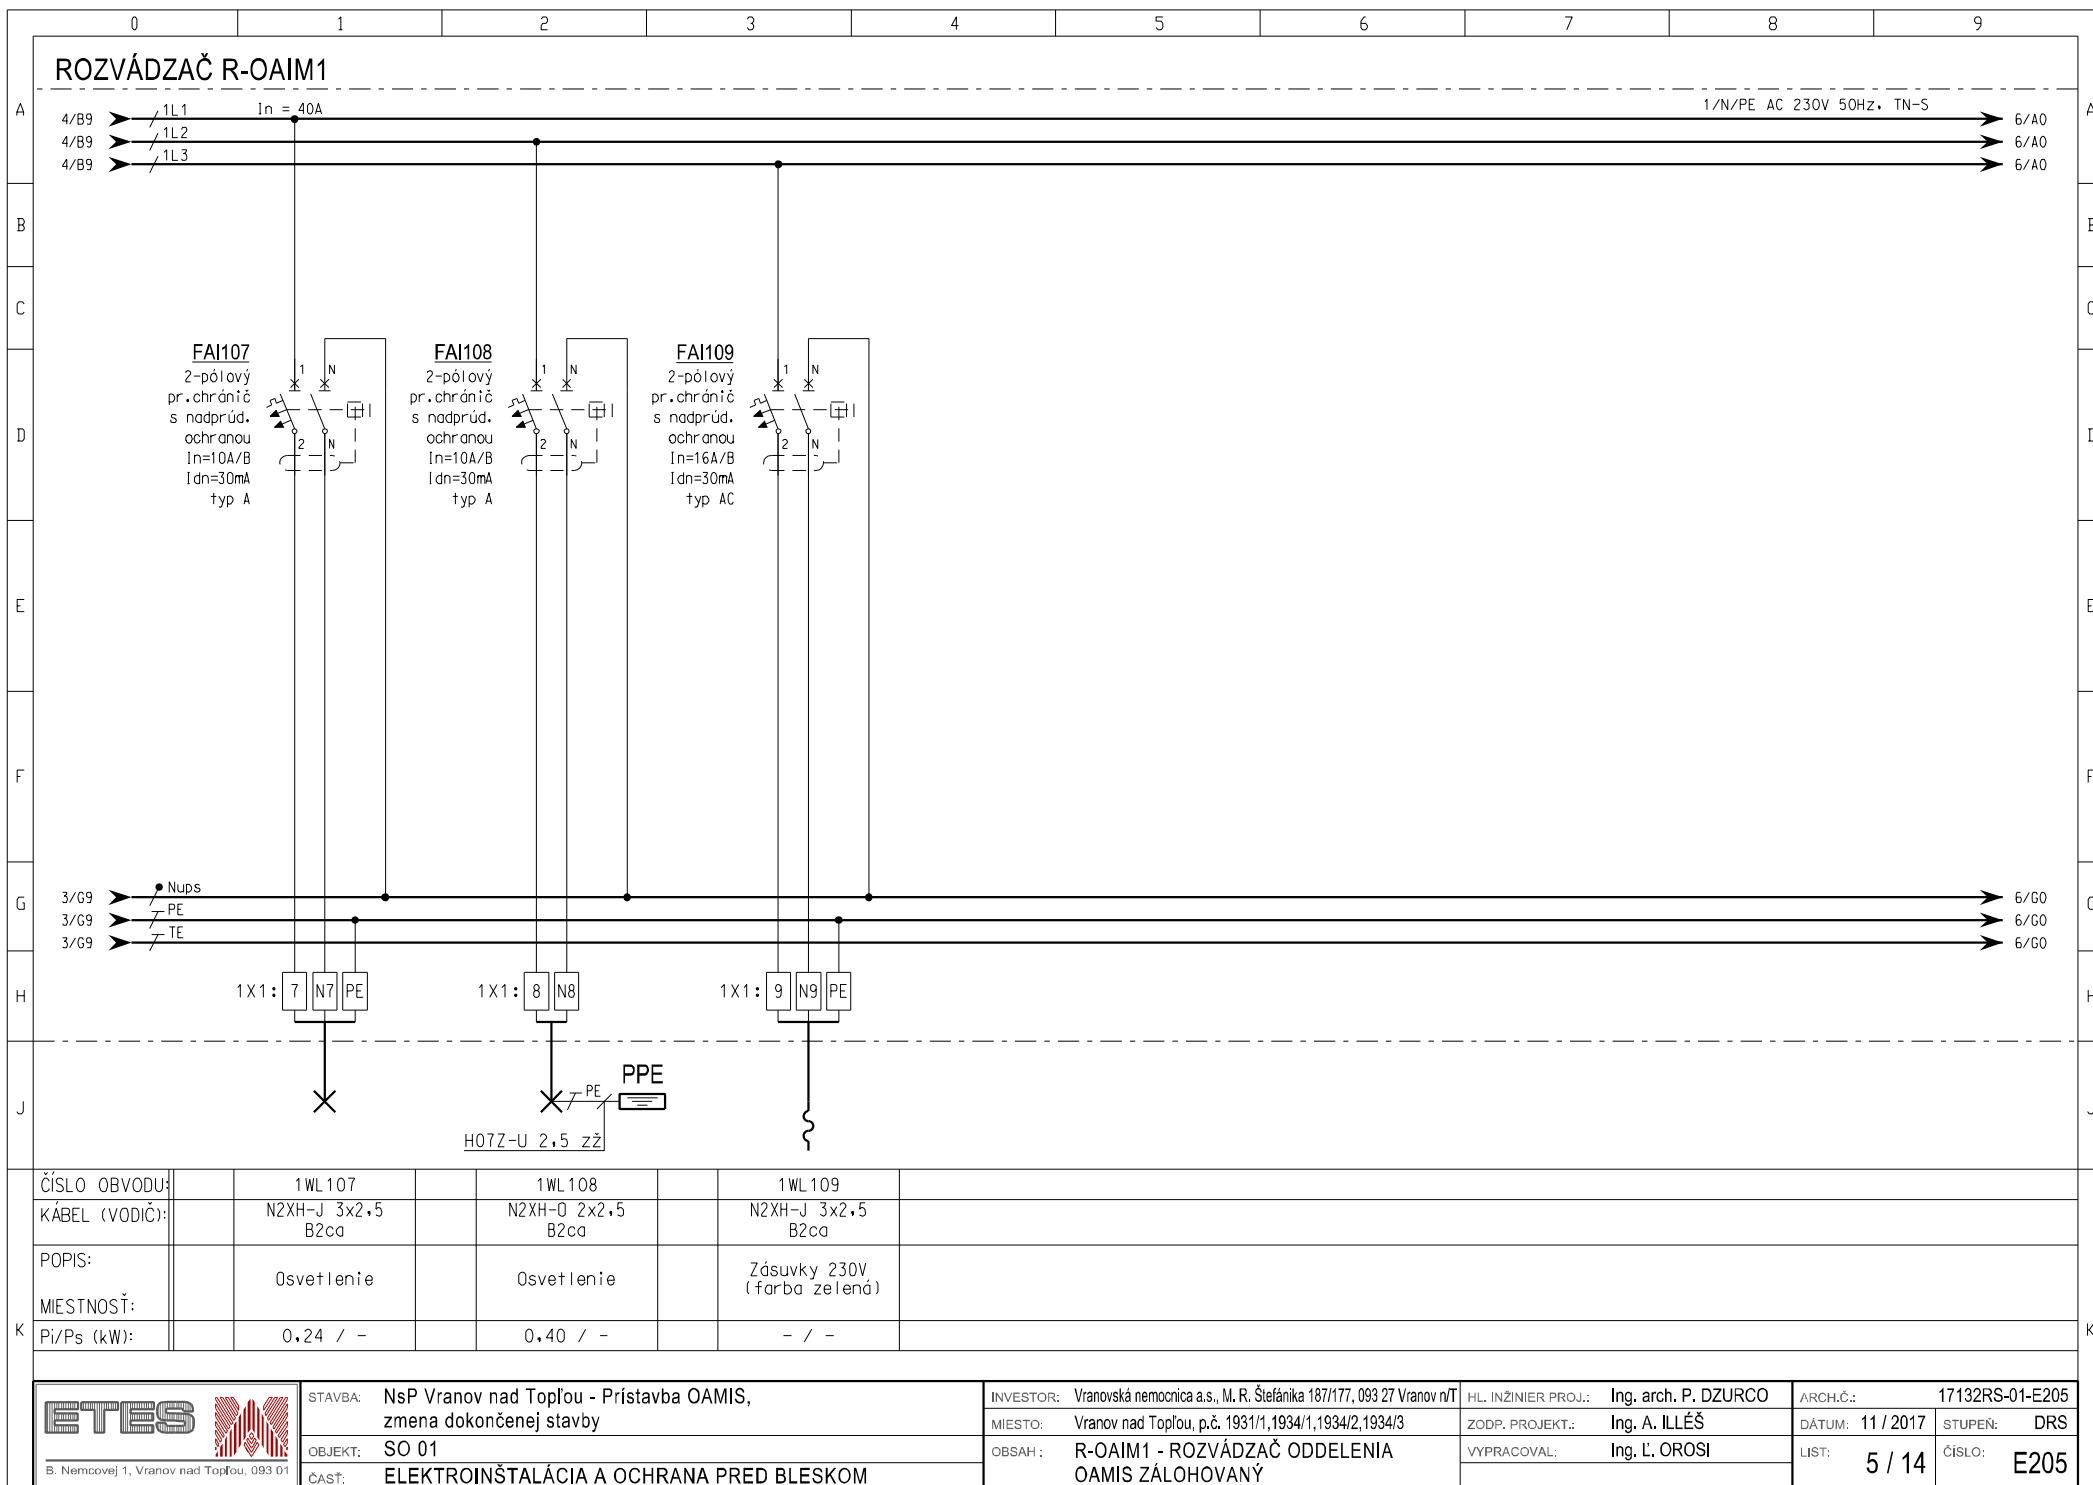 0 1 2 3 4 5 6 7 8 9
ROZVÁDZAČ R-OAIM1
A
4/B9 1L1 In = 40A 1/N/PE AC 230V 50Hz, TN-S 6/A0
4/B9 1L2 6/A0
4/B9 1L3 6/A0
B
C
D
E
F
G
H
J
K
FAI107
2-pólový
pr.chránič
s nadprúd.
ochranou
In=10A/B
Idn=30mA
typ A
1 N
2 N
FAI108
2-pólový
pr.chránič
s nadprúd.
ochranou
In=10A/B
Idn=30mA
typ A
1 N
2 N
FAI109
2-pólový
pr.chránič
s nadprúd.
ochranou
In=16A/B
Idn=30mA
typ AC
1 N
2 N
3/G9 Nups 6/G0
3/G9 PE 6/G0
3/G9 TE 6/G0
1X1: 7 N7 PE
1X1: 8 N8
1X1: 9 N9 PE
PPE
PE
H07Z-U 2,5 zž
ČÍSLO OBVODU: 1WL107 1WL108 1WL109
KÁBEL (VODIČ): N2XH-J 3x2,5 N2XH-O 2x2,5 N2XH-J 3x2,5
B2ca B2ca B2ca
POPIS:
Osvetlenie Osvetlenie Zásuvky 230V
(farba zelená)
MIESTNOSŤ:
Pi/Ps (kW): 0,24 / - 0,40 / - - / -
ETES
B. Nemcovej 1, Vranov nad Topľou, 093 01
STAVBA: NsP Vranov nad Topľou - Prístavba OAMIS,
zmena dokončenej stavby
OBJEKT: SO 01
ČASŤ: ELEKTROINŠTALÁCIA A OCHRANA PRED BLESKOM
INVESTOR: Vranovská nemocnica a.s., M. R. Štefánika 187/177, 093 27 Vranov n/T
MIESTO: Vranov nad Topľou, p.č. 1931/1,1934/1,1934/2,1934/3
OBSAH : R-OAIM1 - ROZVÁDZAČ ODDELENIA
OAMIS ZÁLOHOVANÝ
HL. INŽINIER PROJ.: Ing. arch. P. DZURCO
ZODP. PROJEKT.: Ing. A. ILLÉŠ
VYPRACOVAL: Ing. Ľ. OROSI
ARCH.Č.: 17132RS-01-E205
DÁTUM: 11 / 2017 STUPEŇ: DRS
LIST: 5 / 14 ČÍSLO: E205